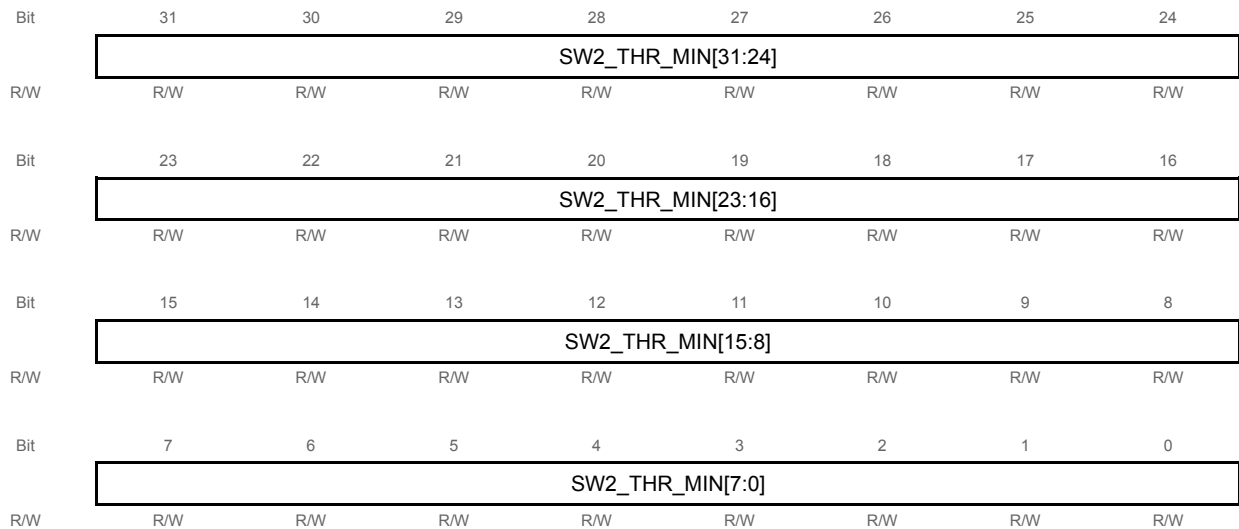 Bit 31 30 29 28 27 26 25 24
SW2_THR_MIN[31:24]
R/W R/W R/W R/W R/W R/W R/W R/W R/W
Bit 23 22 21 20 19 18 17 16
SW2_THR_MIN[23:16]
R/W R/W R/W R/W R/W R/W R/W R/W R/W
Bit 15 14 13 12 11 10 9 8
SW2_THR_MIN[15:8]
R/W R/W R/W R/W R/W R/W R/W R/W R/W
Bit 7 6 5 4 3 2 1 0
SW2_THR_MIN[7:0]
R/W R/W R/W R/W R/W R/W R/W R/W R/W